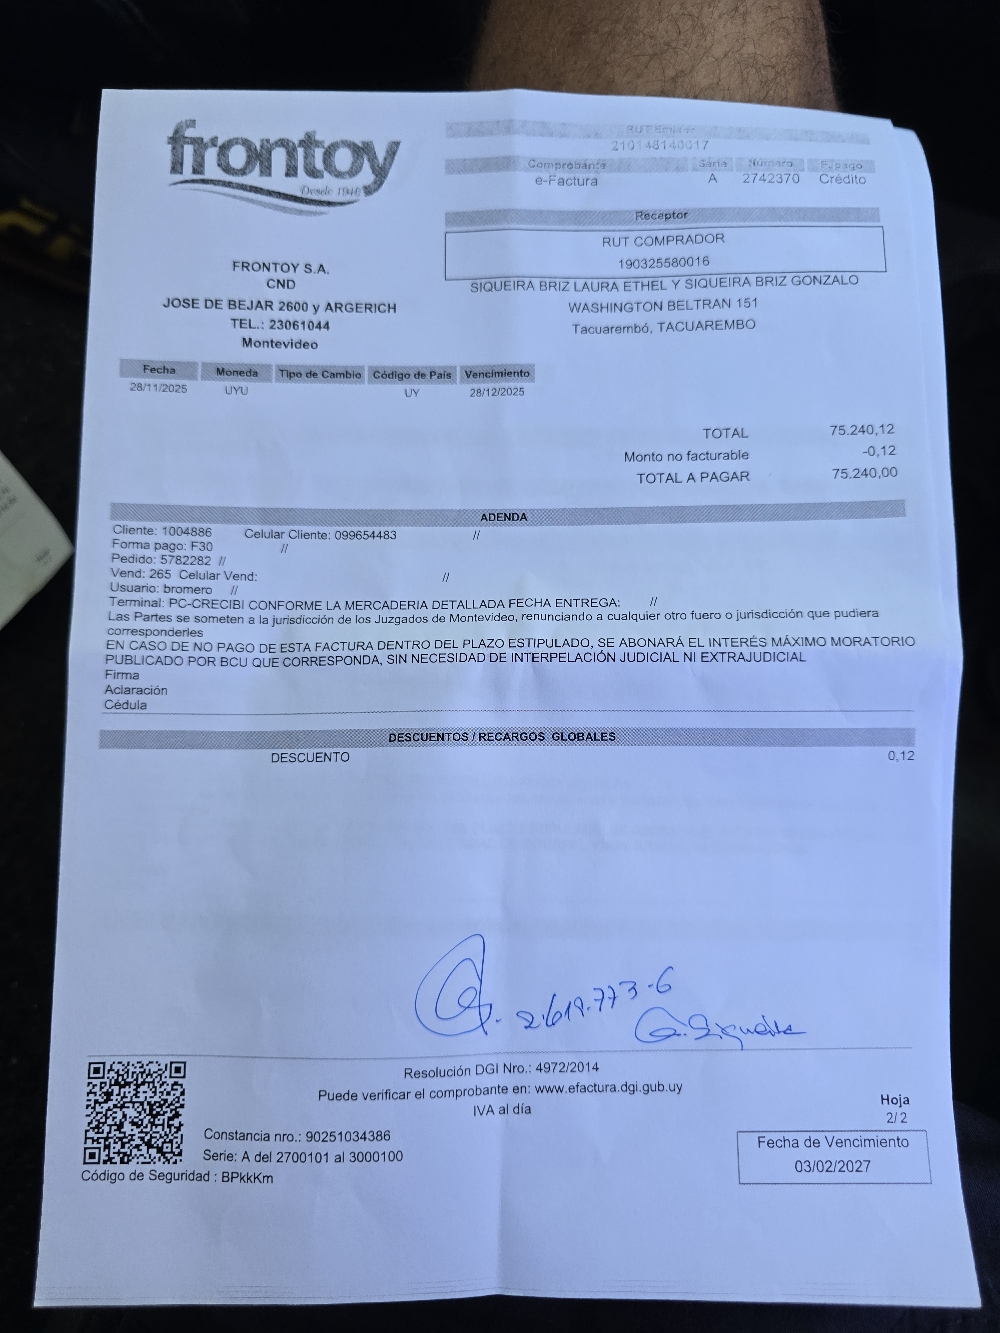 frontoy
Desde 1946
RUT Emisor
210148140017
Comprobante Serie Número F.pago
e-Factura A 2742370 Crédito
Receptor
RUT COMPRADOR
190325580016
SIQUEIRA BRIZ LAURA ETHEL Y SIQUEIRA BRIZ GONZALO
WASHINGTON BELTRAN 151
Tacuarembó, TACUAREMBO
FRONTOY S.A.
CND
JOSE DE BEJAR 2600 y ARGERICH
TEL.: 23061044
Montevideo
Fecha Moneda Tipo de Cambio Código de País Vencimiento
28/11/2025 UYU UY 28/12/2025
TOTAL 75.240,12
Monto no facturable -0,12
TOTAL A PAGAR 75.240,00
ADENDA
Cliente: 1004886 Celular Cliente: 099654483 //
Forma pago: F30 //
Pedido: 5782282 //
Vend: 265 Celular Vend: //
Usuario: bromero //
Terminal: PC-CRECIBI CONFORME LA MERCADERIA DETALLADA FECHA ENTREGA: //
Las Partes se someten a la jurisdicción de los Juzgados de Montevideo, renunciando a cualquier otro fuero o jurisdicción que pudiera
corresponderles
EN CASO DE NO PAGO DE ESTA FACTURA DENTRO DEL PLAZO ESTIPULADO, SE ABONARÁ EL INTERÉS MÁXIMO MORATORIO
PUBLICADO POR BCU QUE CORRESPONDA, SIN NECESIDAD DE INTERPELACIÓN JUDICIAL NI EXTRAJUDICIAL
Firma
Aclaración
Cédula
DESCUENTOS / RECARGOS GLOBALES
DESCUENTO 0,12
2.619.773-6
G. Siqueira
Resolución DGI Nro.: 4972/2014
Puede verificar el comprobante en: www.efactura.dgi.gub.uy
IVA al día
Constancia nro.: 90251034386
Serie: A del 2700101 al 3000100
Código de Seguridad : BPkkKm
Hoja
2/2
Fecha de Vencimiento
03/02/2027